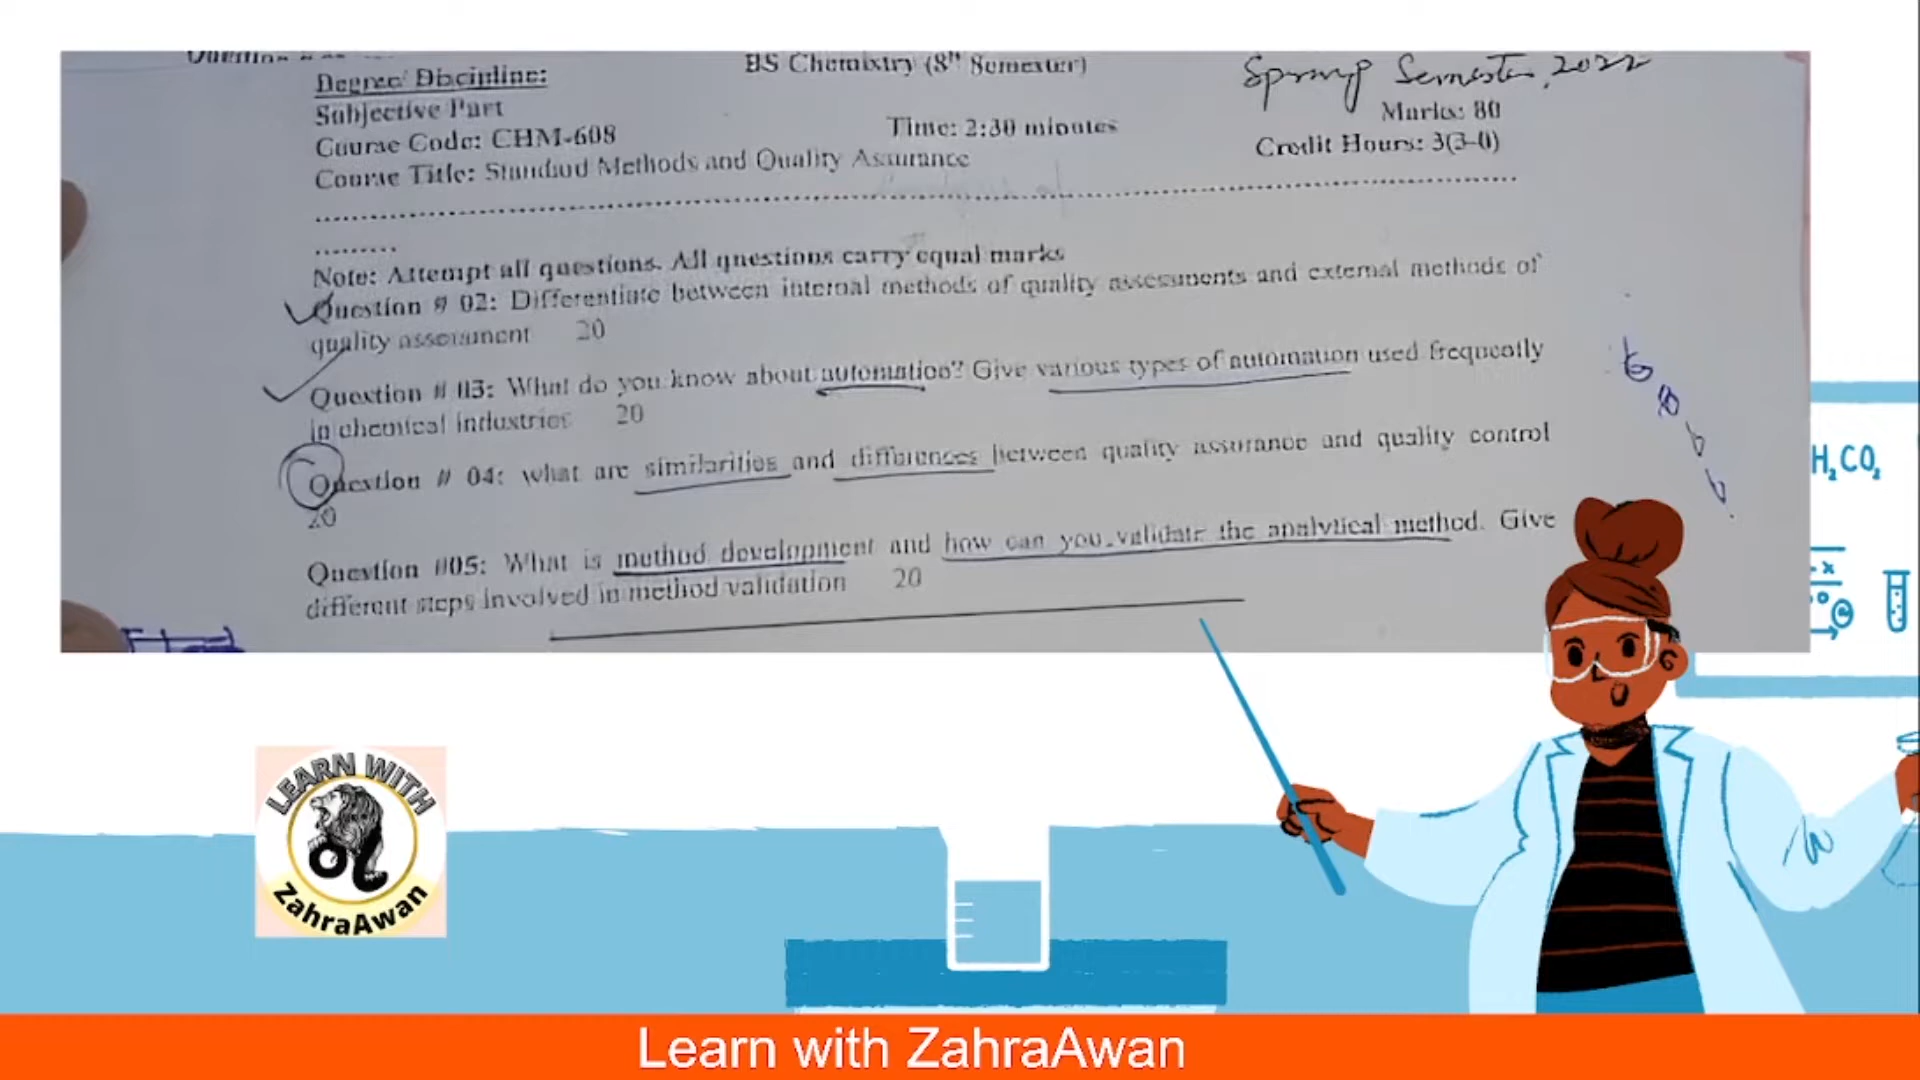 BS Chemistry (8th Semester)
Spring Semester, 2022
Degree/ Discipline:
Subjective Part
Marks: 80
Course Code: CHM-608
Time: 2:30 minutes
Credit Hours: 3(3-0)
Course Title: Standard Methods and Quality Assurance
Note: Attempt all questions. All questions carry equal marks
Question # 02: Differentiate between internal methods of quality assessments and external methods of
quality assessment 20
Question # 03: What do you know about automation? Give various types of automation used frequently
in chemical industries 20
Question # 04: what are similarities and differences between quality assurance and quality control
20
Question #05: What is method development and how can you validate the analytical method. Give
different steps involved in method validation 20
H₂CO₃
LEARN WITH
ZahraAwan
Learn with ZahraAwan